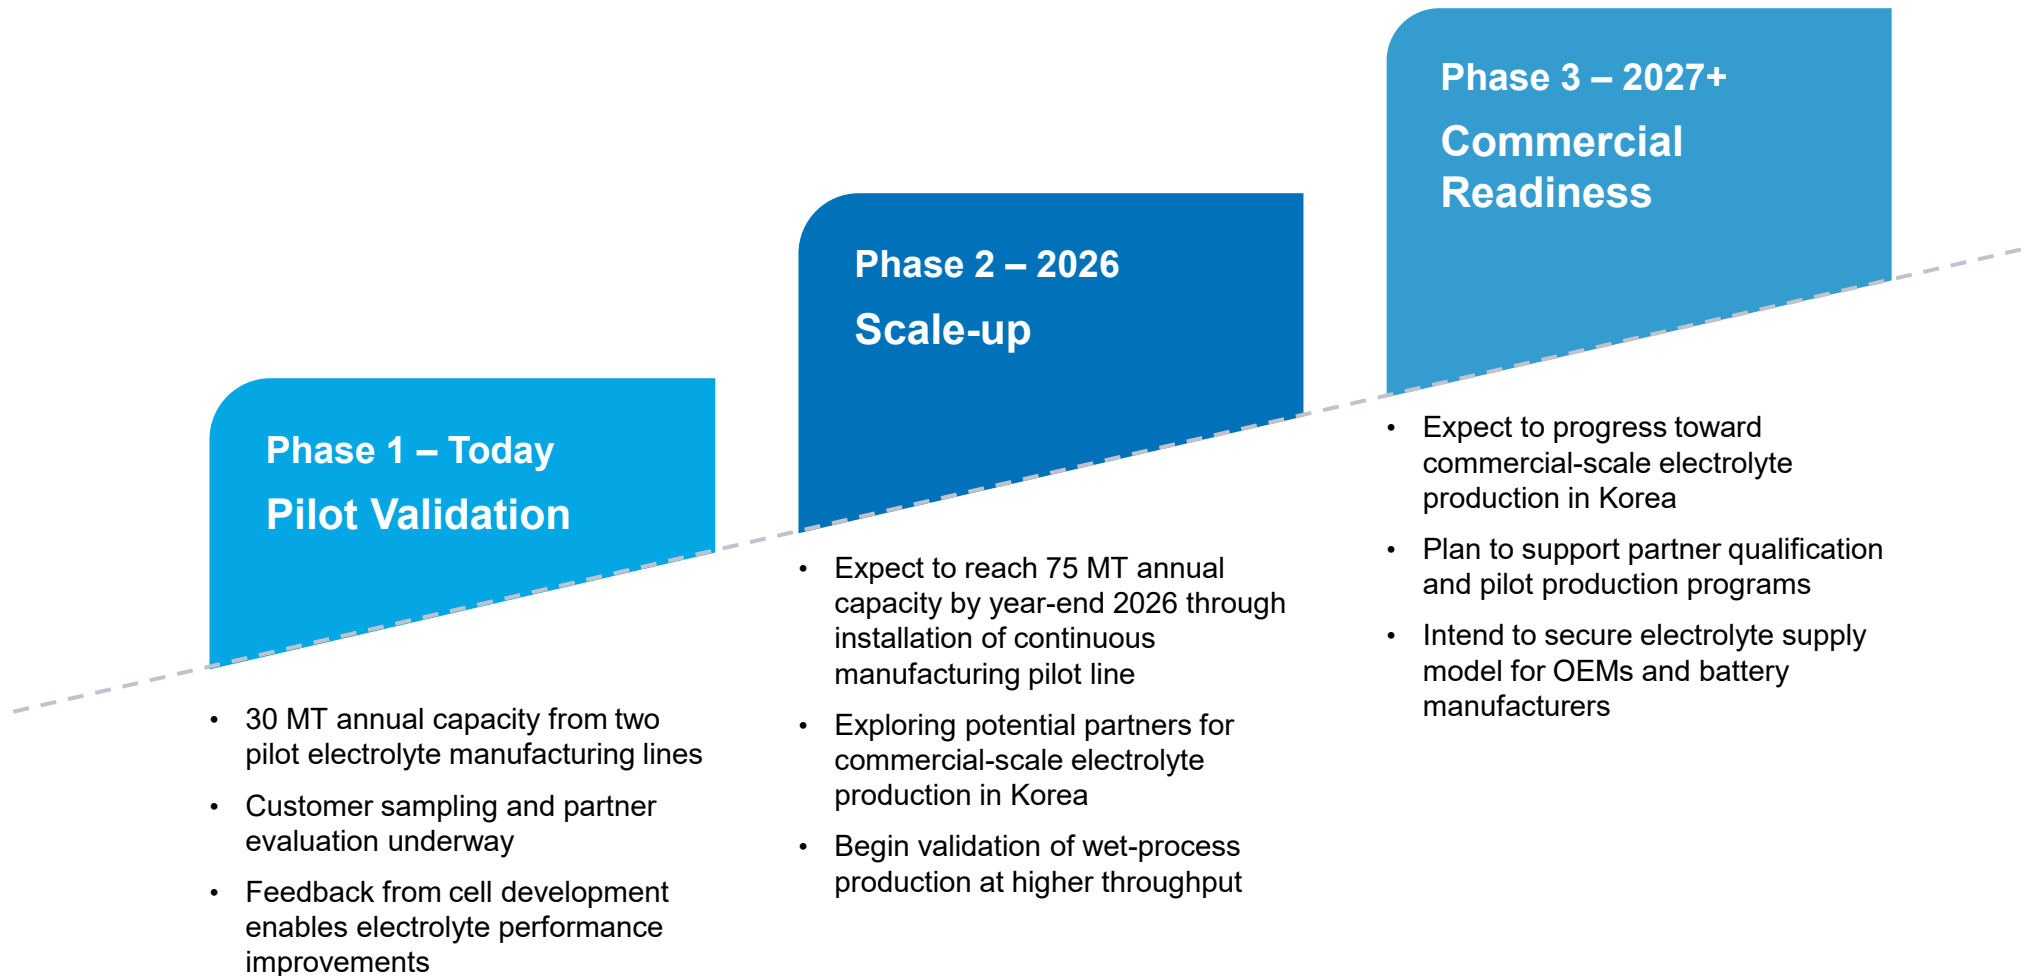 Phase 1 – Today
Pilot Validation
• 30 MT annual capacity from two
pilot electrolyte manufacturing lines
• Customer sampling and partner
evaluation underway
• Feedback from cell development
enables electrolyte performance
improvements
Phase 2 – 2026
Scale-up
• Expect to reach 75 MT annual
capacity by year-end 2026 through
installation of continuous
manufacturing pilot line
• Exploring potential partners for
commercial-scale electrolyte
production in Korea
• Begin validation of wet-process
production at higher throughput
Phase 3 – 2027+
Commercial
Readiness
• Expect to progress toward
commercial-scale electrolyte
production in Korea
• Plan to support partner qualification
and pilot production programs
• Intend to secure electrolyte supply
model for OEMs and battery
manufacturers